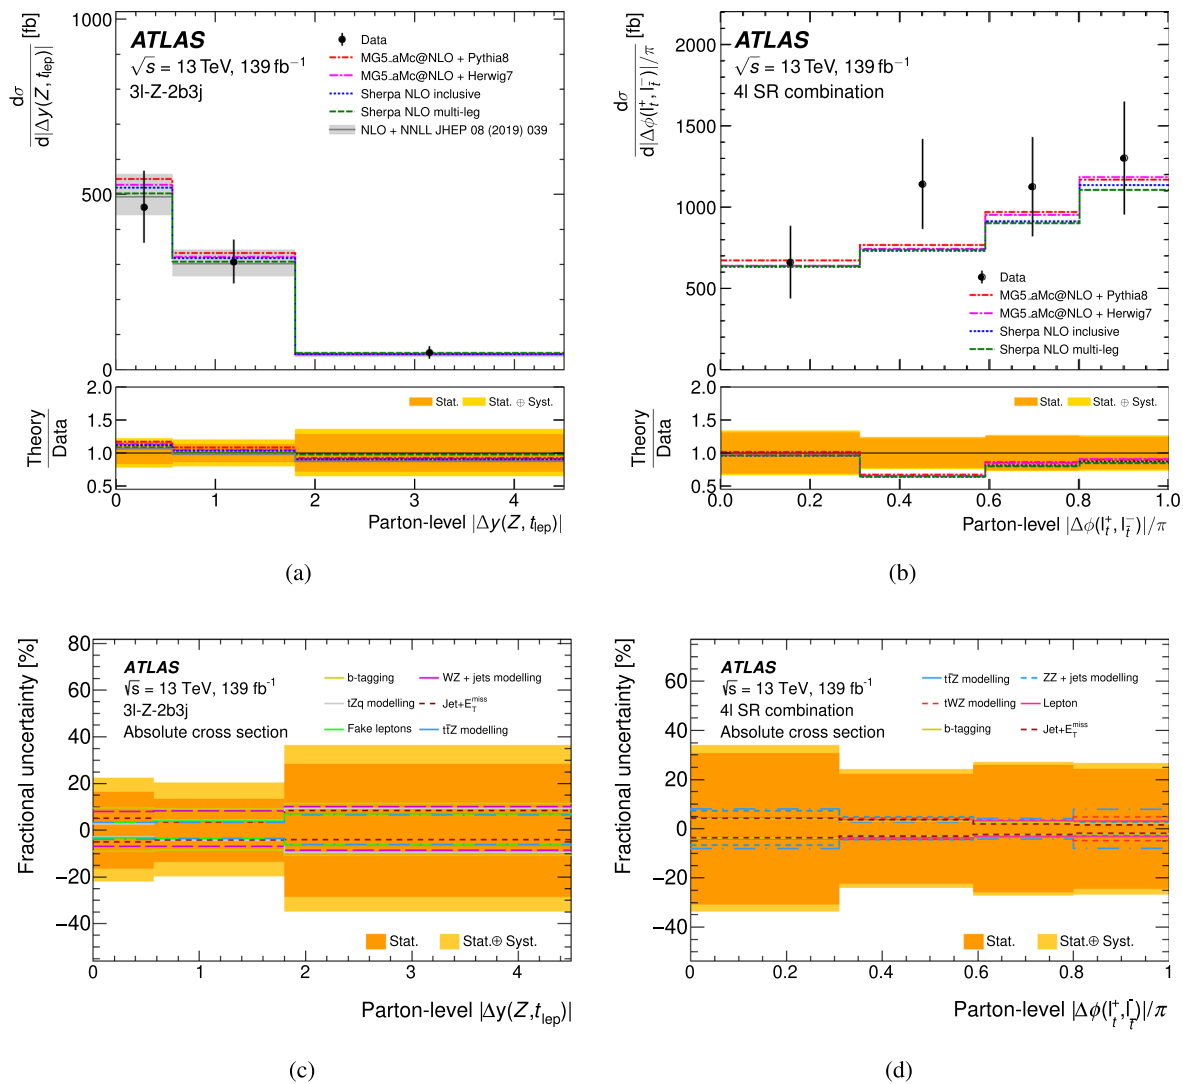 dσ
d|Δy(Z, t_lep)| [fb]
1000
500
0
ATLAS
√s = 13 TeV, 139 fb⁻¹
3l-Z-2b3j
Data
MG5_aMc@NLO + Pythia8
MG5_aMc@NLO + Herwig7
Sherpa NLO inclusive
Sherpa NLO multi-leg
NLO + NNLL JHEP 08 (2019) 039
Theory
Data
2.0
1.5
1.0
0.5
Stat. Stat. ⊕ Syst.
0 1 2 3 4
Parton-level |Δy(Z, t_lep)|
(a)
dσ
d|Δϕ(l_t⁺, l_t̄⁻)|/π [fb]
2000
1500
1000
500
0
ATLAS
√s = 13 TeV, 139 fb⁻¹
4l SR combination
Data
MG5_aMc@NLO + Pythia8
MG5_aMc@NLO + Herwig7
Sherpa NLO inclusive
Sherpa NLO multi-leg
Theory
Data
2.0
1.5
1.0
0.5
Stat. Stat. ⊕ Syst.
0.0 0.2 0.4 0.6 0.8 1.0
Parton-level |Δϕ(l_t⁺, l_t̄⁻)|/π
(b)
Fractional uncertainty [%]
80
60
40
20
0
−20
−40
ATLAS
√s = 13 TeV, 139 fb⁻¹
3l-Z-2b3j
Absolute cross section
b-tagging WZ + jets modelling
tZq modelling Jet+E_T^miss
Fake leptons tt̄Z modelling
Stat. Stat.⊕ Syst.
0 1 2 3 4
Parton-level |Δy(Z,t_lep)|
(c)
Fractional uncertainty [%]
60
40
20
0
−20
−40
ATLAS
√s = 13 TeV, 139 fb⁻¹
4l SR combination
Absolute cross section
tt̄Z modelling ZZ + jets modelling
tWZ modelling Lepton
b-tagging Jet+E_T^miss
Stat. Stat.⊕ Syst.
0 0.2 0.4 0.6 0.8 1
Parton-level |Δϕ(l_t⁺,l_t̄⁻)|/π
(d)